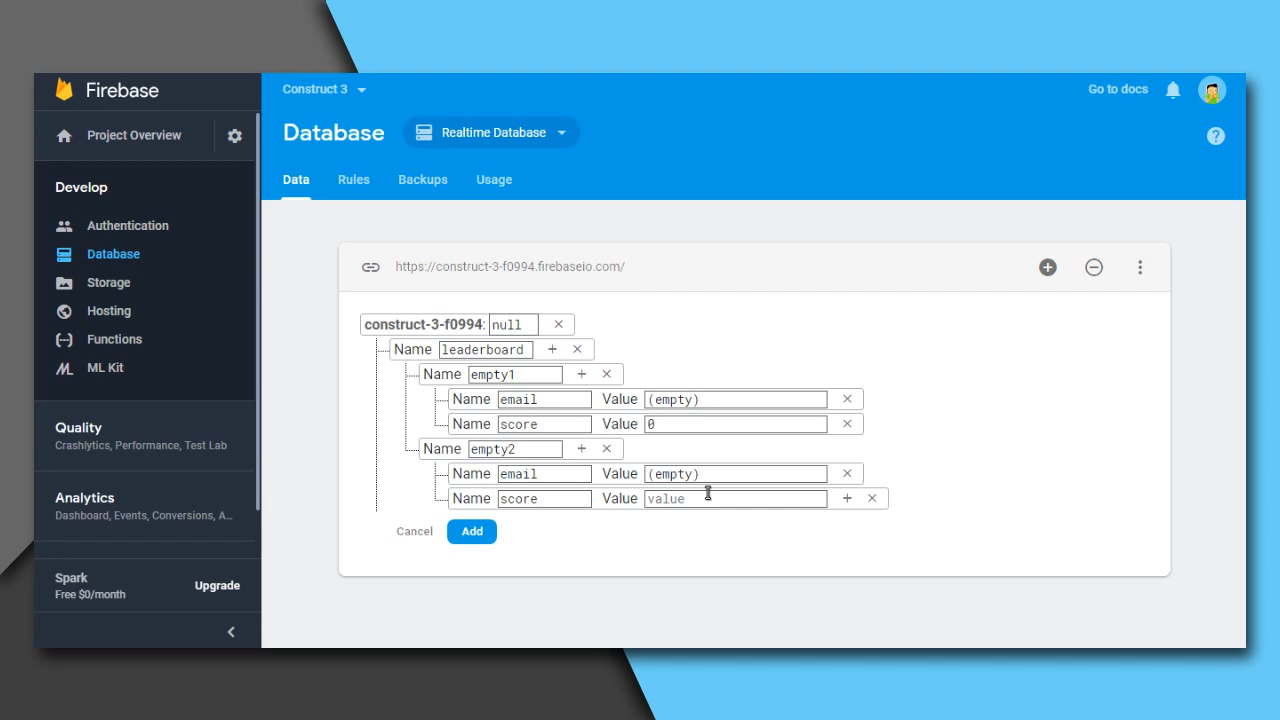 Firebase
Construct 3
Go to docs
Project Overview
Database
Realtime Database
Data Rules Backups Usage
Develop
Authentication
Database
Storage
Hosting
Functions
ML Kit
Quality
Crashlytics, Performance, Test Lab
Analytics
Dashboard, Events, Conversions, A...
Spark
Free $0/month
Upgrade
https://construct-3-f0994.firebaseio.com/
construct-3-f0994: null
Name leaderboard
Name empty1
Name email Value (empty)
Name score Value 0
Name empty2
Name email Value (empty)
Name score Value value
Cancel Add